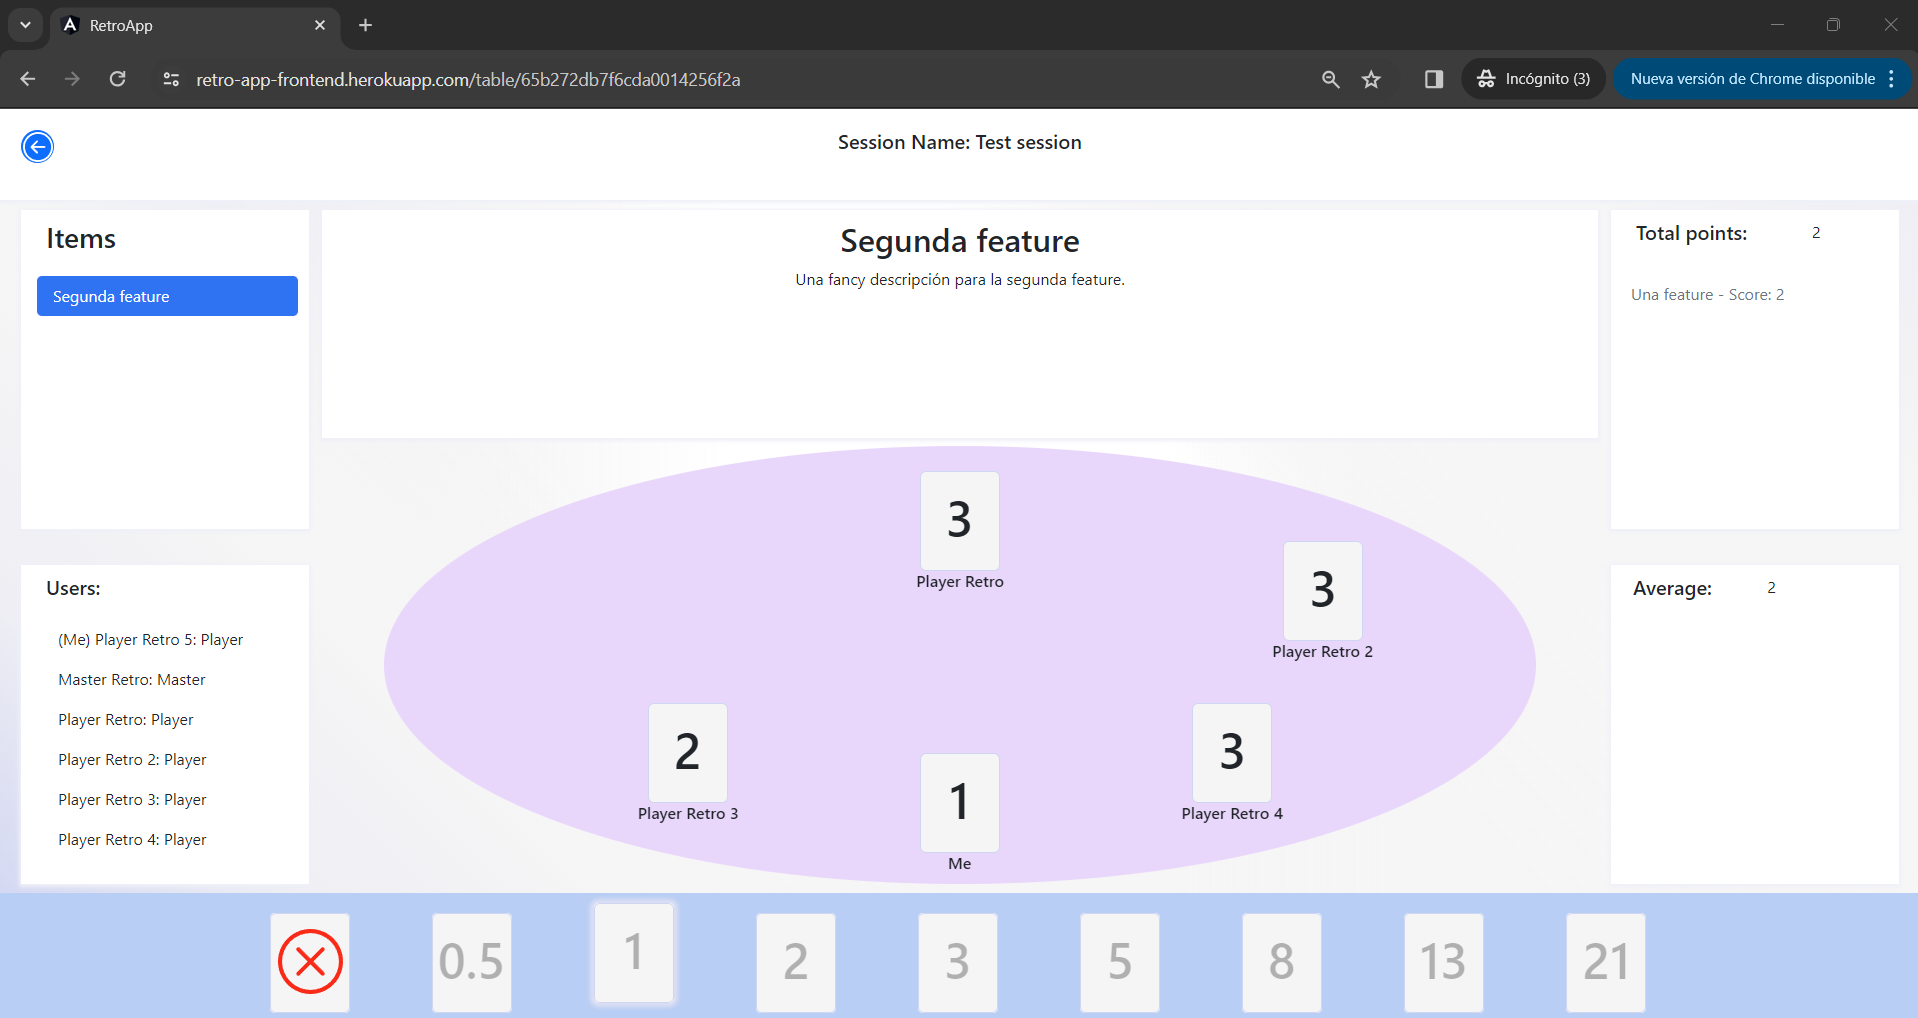 RetroApp
retro-app-frontend.herokuapp.com/table/65b272db7f6cda0014256f2a
Incógnito (3)
Nueva versión de Chrome disponible
Session Name: Test session
Items
Segunda feature
Segunda feature
Una fancy descripción para la segunda feature.
Total points: 2
Una feature - Score: 2
3
Player Retro
3
Player Retro 2
2
Player Retro 3
1
Me
3
Player Retro 4
Users:
(Me) Player Retro 5: Player
Master Retro: Master
Player Retro: Player
Player Retro 2: Player
Player Retro 3: Player
Player Retro 4: Player
Average: 2
0.5 1 2 3 5 8 13 21